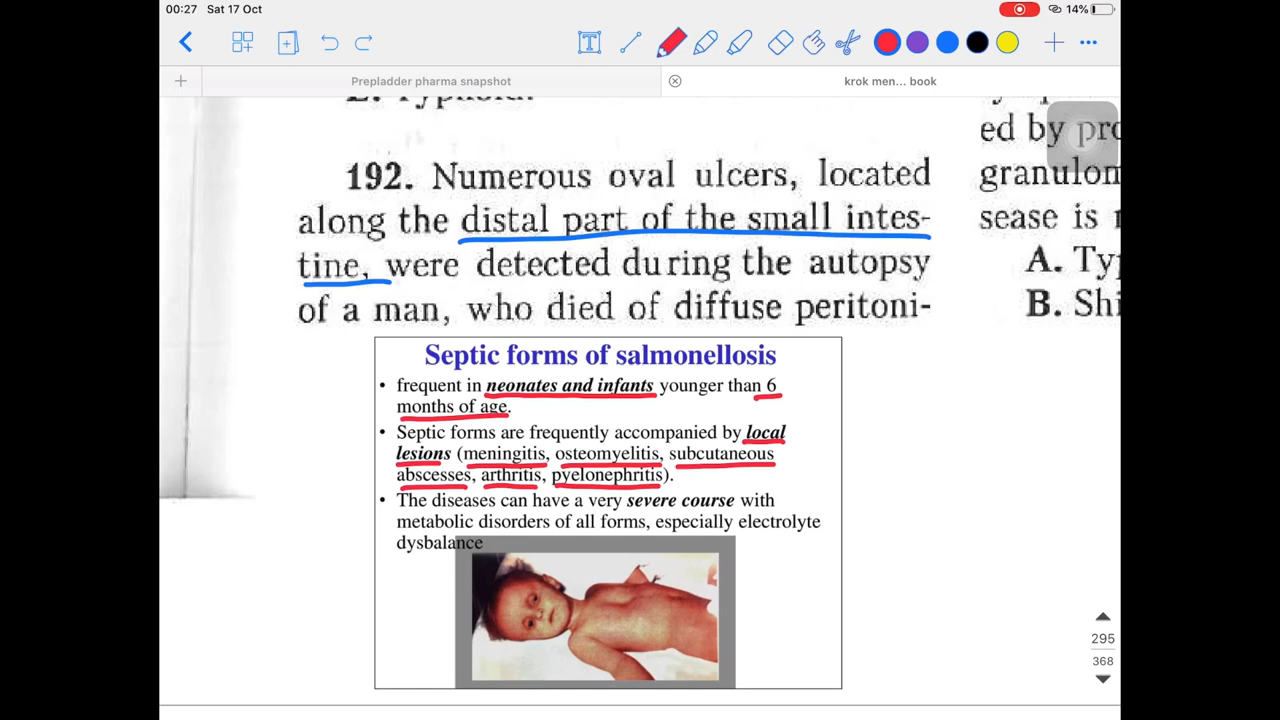 00:27 Sat 17 Oct
14%
Prepladder pharma snapshot
krok men... book
192. Numerous oval ulcers, located
along the distal part of the small intes-
tine, were detected during the autopsy
of a man, who died of diffuse peritoni-
Septic forms of salmonellosis
• frequent in neonates and infants younger than 6
months of age.
• Septic forms are frequently accompanied by local
lesions (meningitis, osteomyelitis, subcutaneous
abscesses, arthritis, pyelonephritis).
• The diseases can have a very severe course with
metabolic disorders of all forms, especially electrolyte
dysbalance
ed by
sease is
A.
B.
295
368